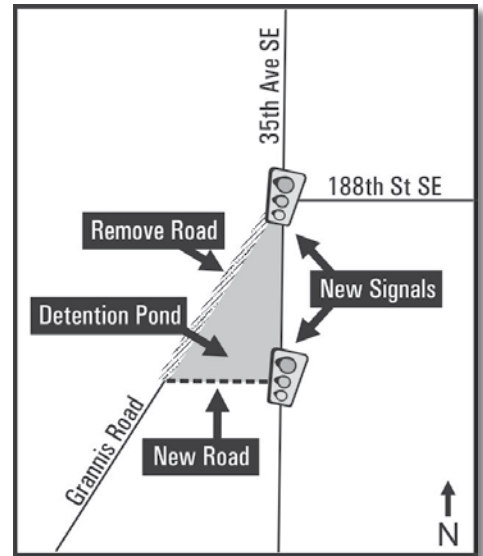 35th Ave SE
188th St SE
Remove Road
New Signals
Detention Pond
New Road
Grannis Road
N